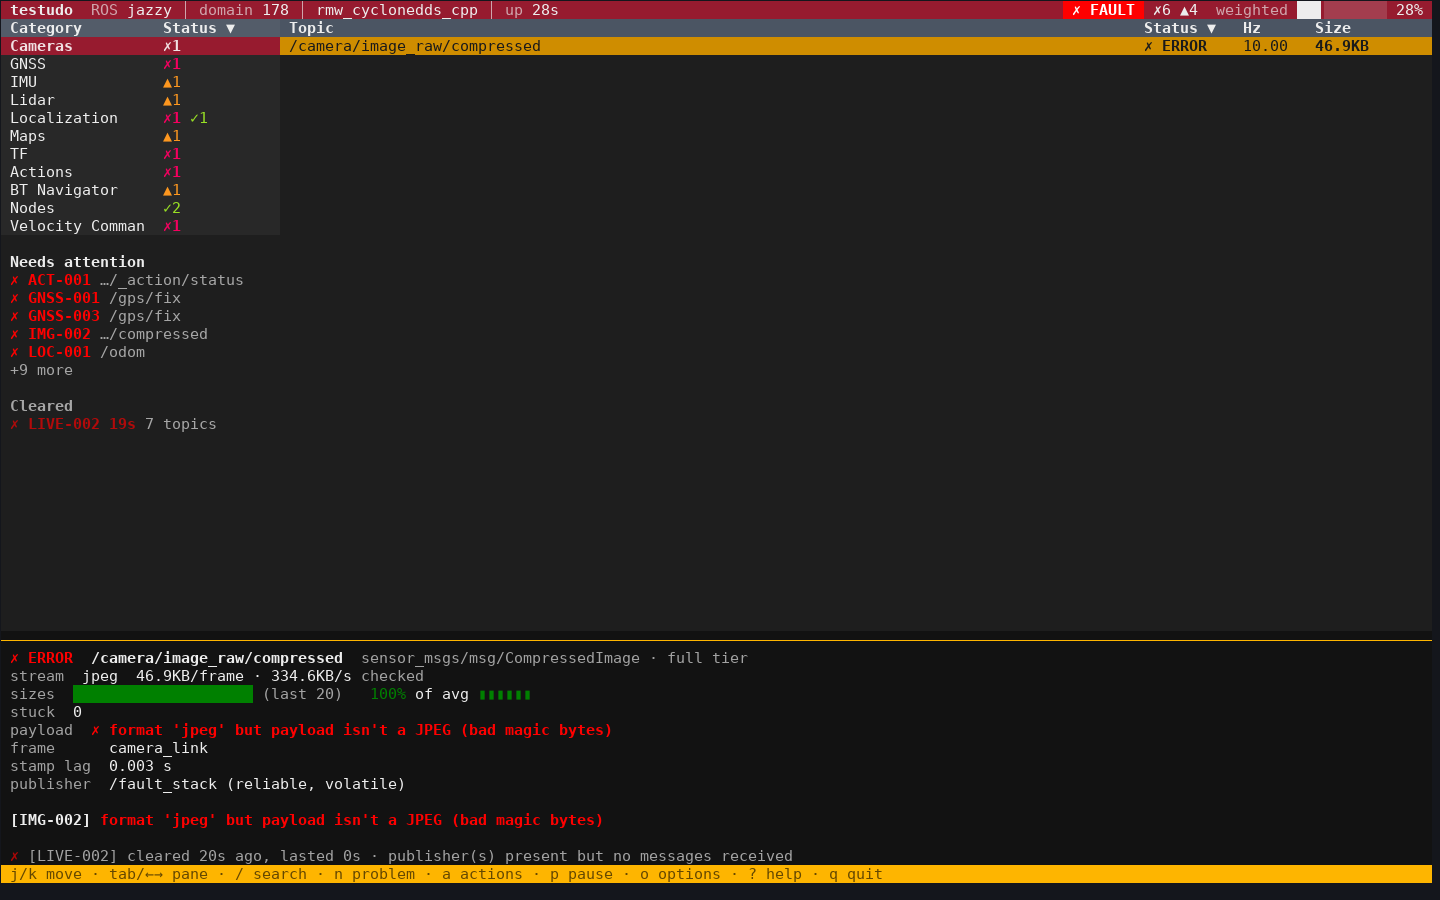 testudo ROS jazzy │ domain 178 │ rmw_cyclonedds_cpp │ up 28s ✗ FAULT ✗6 ▲4 weighted 28%
Category Status ▼ Topic Status ▼ Hz Size
Cameras ✗1 /camera/image_raw/compressed ✗ ERROR 10.00 46.9KB
GNSS ✗1
IMU ▲1
Lidar ▲1
Localization ✗1 ✓1
Maps ▲1
TF ✗1
Actions ✗1
BT Navigator ▲1
Nodes ✓2
Velocity Comman ✗1
Needs attention
✗ ACT-001 …/_action/status
✗ GNSS-001 /gps/fix
✗ GNSS-003 /gps/fix
✗ IMG-002 …/compressed
✗ LOC-001 /odom
+9 more
Cleared
✗ LIVE-002 19s 7 topics
✗ ERROR /camera/image_raw/compressed sensor_msgs/msg/CompressedImage · full tier
stream jpeg 46.9KB/frame · 334.6KB/s checked
sizes (last 20) 100% of avg
stuck 0
payload ✗ format 'jpeg' but payload isn't a JPEG (bad magic bytes)
frame camera_link
stamp lag 0.003 s
publisher /fault_stack (reliable, volatile)
[IMG-002] format 'jpeg' but payload isn't a JPEG (bad magic bytes)
✗ [LIVE-002] cleared 20s ago, lasted 0s · publisher(s) present but no messages received
j/k move · tab/←→ pane · / search · n problem · a actions · p pause · o options · ? help · q quit